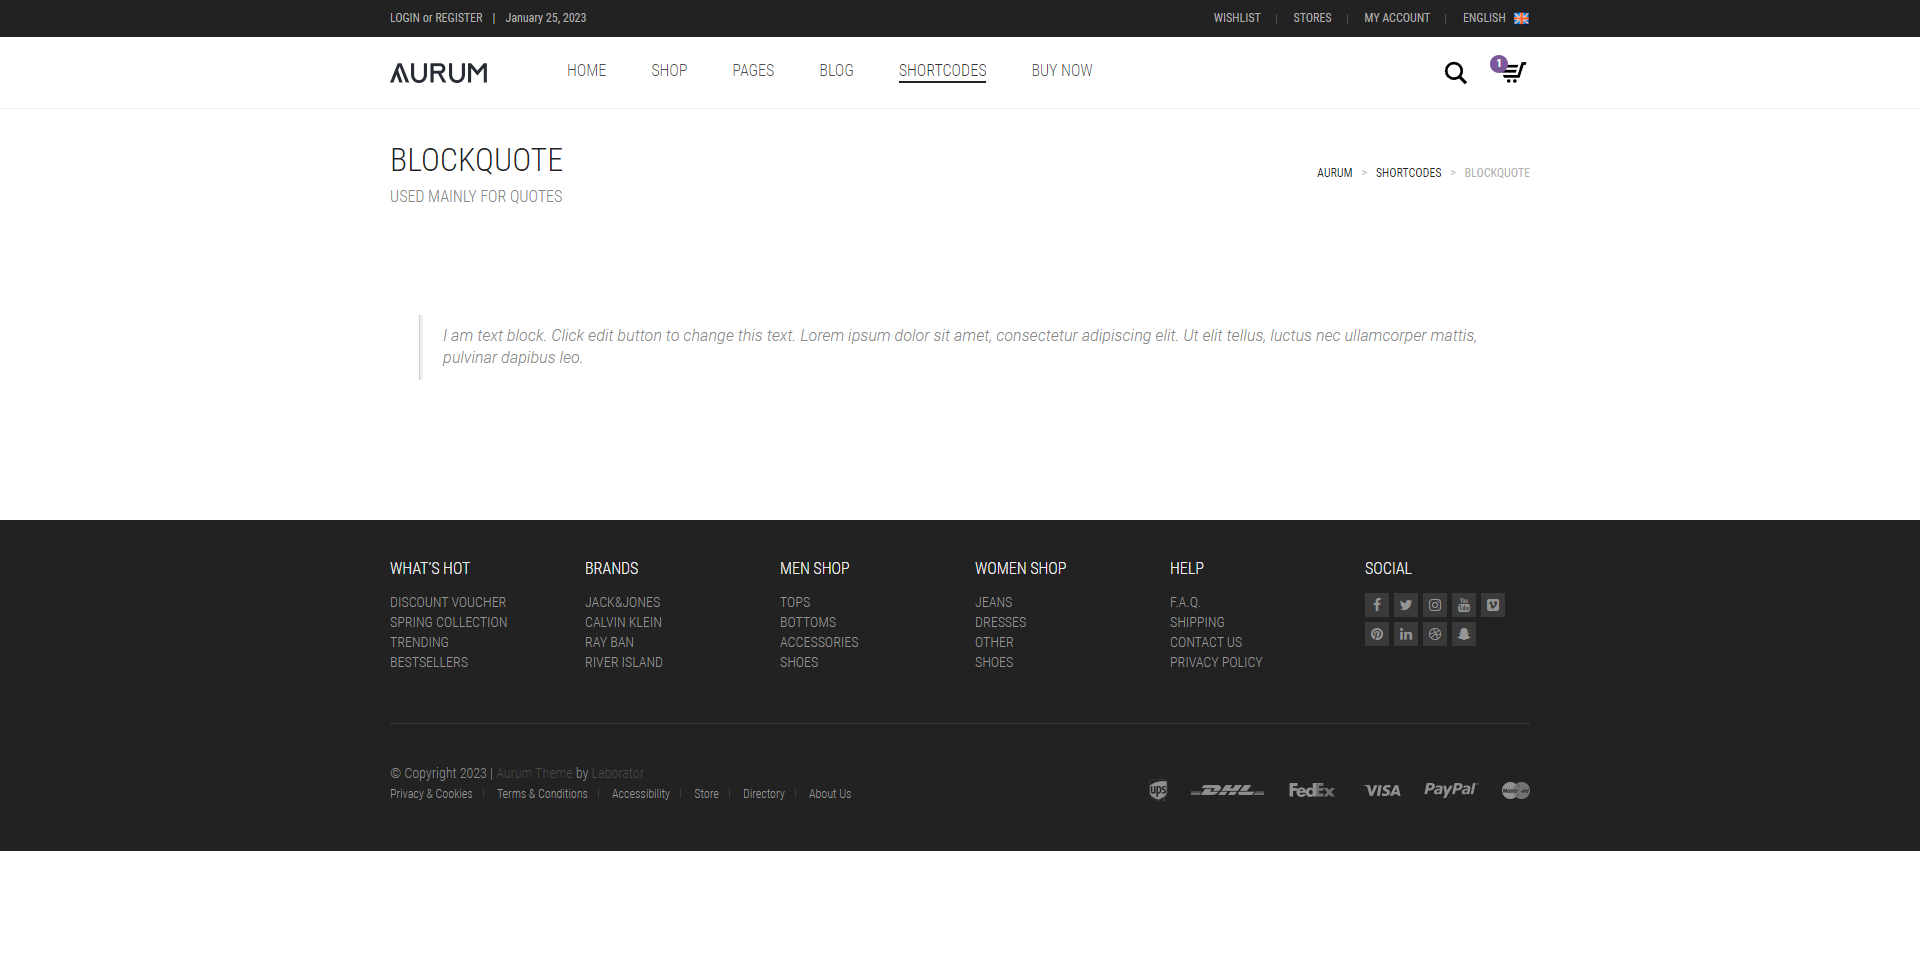 LOGIN or REGISTER | January 25, 2023
WISHLIST | STORES | MY ACCOUNT | ENGLISH
AURUM
HOME SHOP PAGES BLOG SHORTCODES BUY NOW
1
BLOCKQUOTE
USED MAINLY FOR QUOTES
AURUM > SHORTCODES > BLOCKQUOTE
I am text block. Click edit button to change this text. Lorem ipsum dolor sit amet, consectetur adipiscing elit. Ut elit tellus, luctus nec ullamcorper mattis,
pulvinar dapibus leo.
WHAT'S HOT
DISCOUNT VOUCHER
SPRING COLLECTION
TRENDING
BESTSELLERS
BRANDS
JACK&JONES
CALVIN KLEIN
RAY BAN
RIVER ISLAND
MEN SHOP
TOPS
BOTTOMS
ACCESSORIES
SHOES
WOMEN SHOP
JEANS
DRESSES
OTHER
SHOES
HELP
F.A.Q.
SHIPPING
CONTACT US
PRIVACY POLICY
SOCIAL
You Tube
© Copyright 2023 | Aurum Theme by Laborator
Privacy & Cookies | Terms & Conditions | Accessibility | Store | Directory | About Us
ups DHL FedEx VISA PayPal